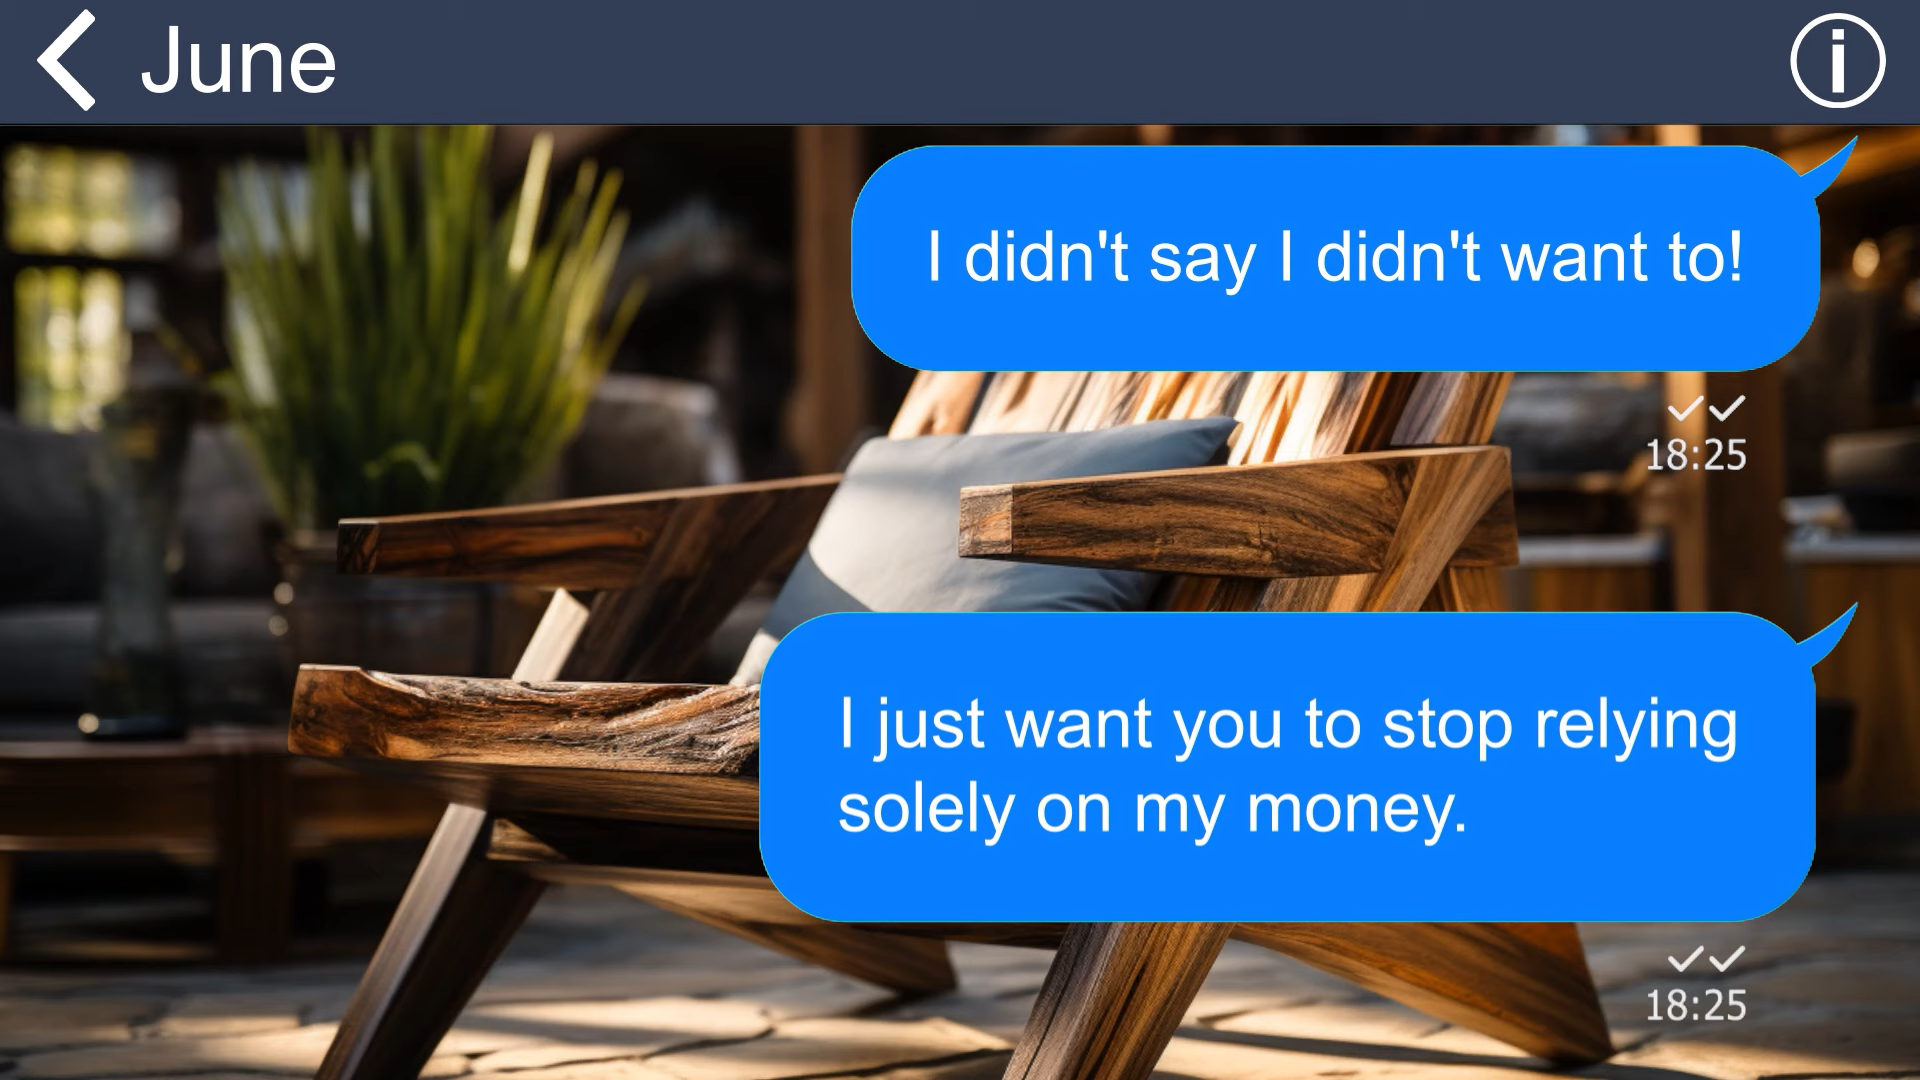 June
I didn't say I didn't want to!
18:25
I just want you to stop relying
solely on my money.
18:25